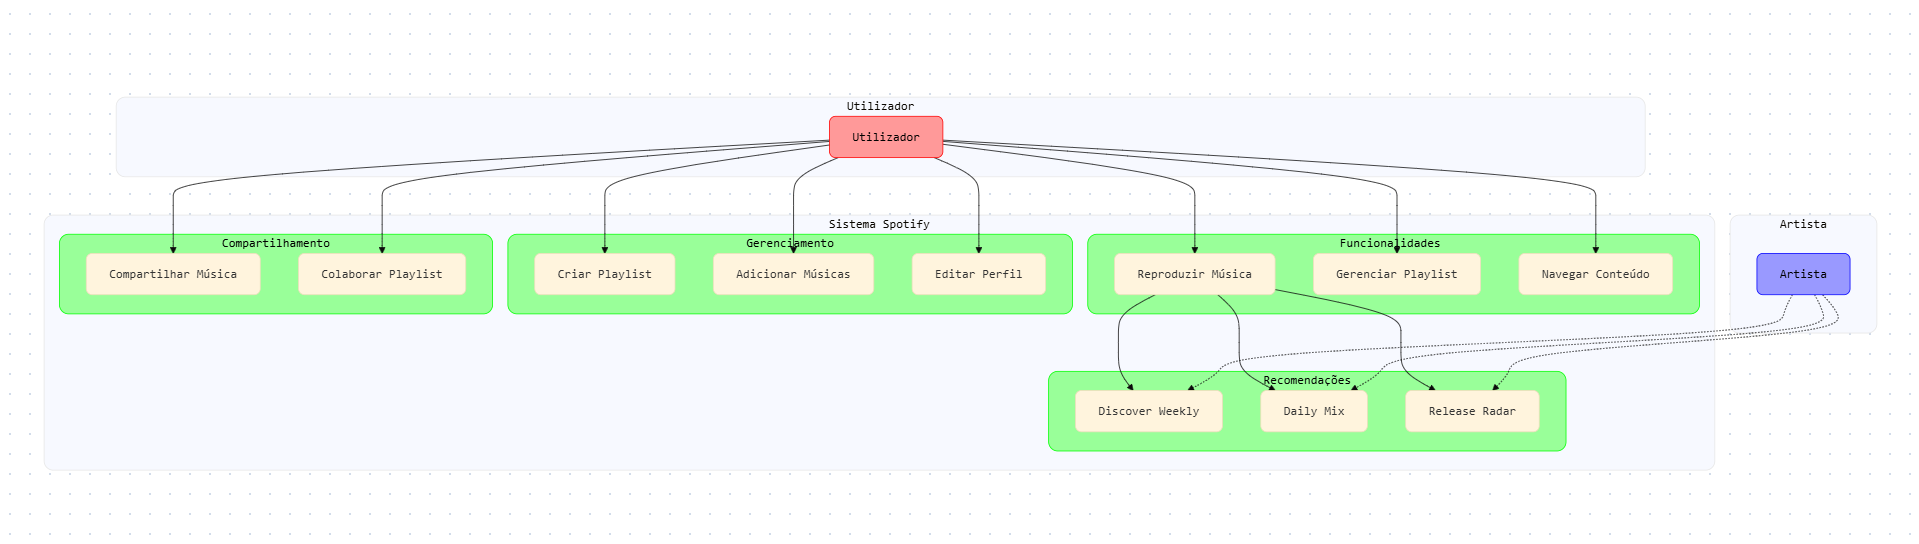 Utilizador
Utilizador
Sistema Spotify
Artista
Compartilhamento
Gerenciamento
Funcionalidades
Compartilhar Música
Colaborar Playlist
Criar Playlist
Adicionar Músicas
Editar Perfil
Reproduzir Música
Gerenciar Playlist
Navegar Conteúdo
Artista
Recomendações
Discover Weekly
Daily Mix
Release Radar